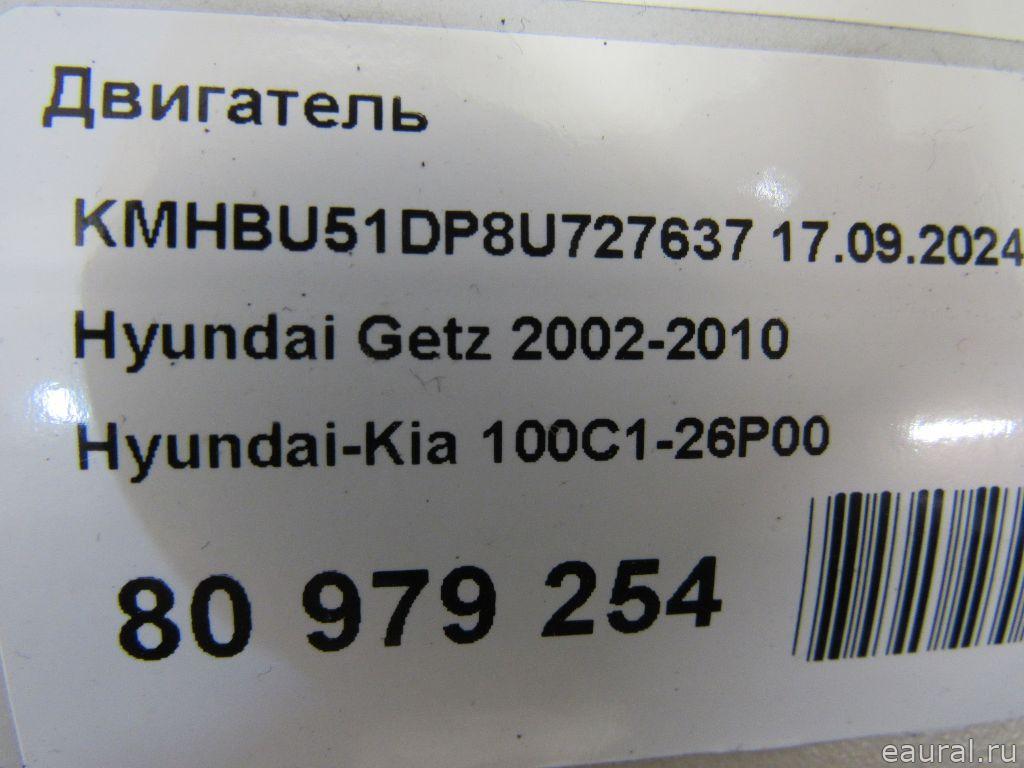 Двигатель
KMHBU51DP8U727637 17.09.2024
Hyundai Getz 2002-2010
Hyundai-Kia 100C1-26P00
80 979 254
eaural.ru